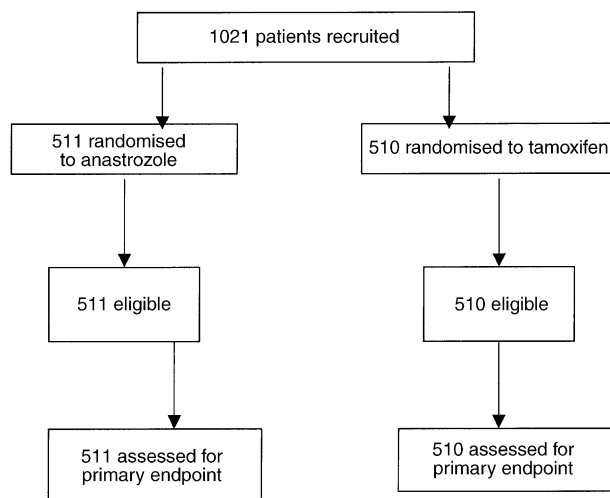 1021 patients recruited
511 randomised
to anastrozole
510 randomised to tamoxifen
511 eligible
510 eligible
511 assessed for
primary endpoint
510 assessed for
primary endpoint